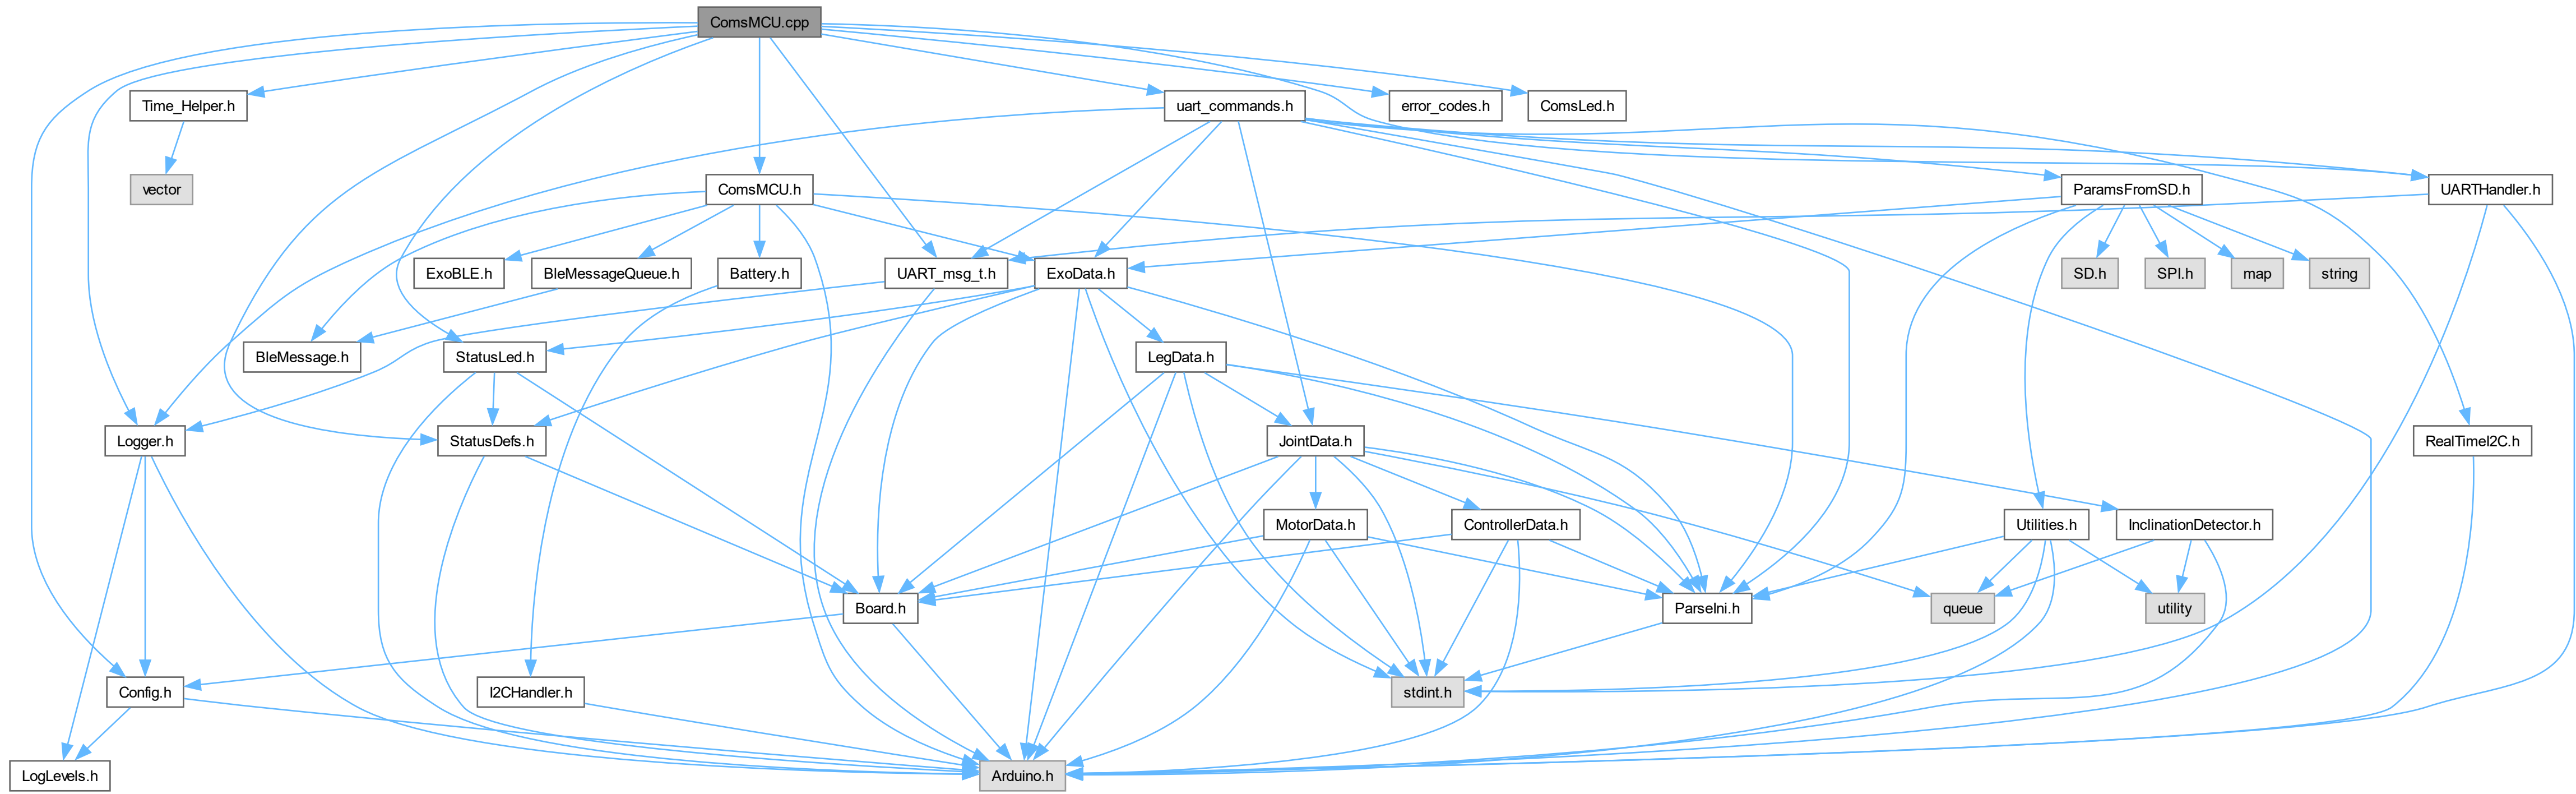 ComsMCU.cpp
Time_Helper.h
uart_commands.h
error_codes.h
ComsLed.h
vector
ComsMCU.h
ParamsFromSD.h
UARTHandler.h
ExoBLE.h
BleMessageQueue.h
Battery.h
UART_msg_t.h
ExoData.h
SD.h
SPI.h
map
string
BleMessage.h
StatusLed.h
LegData.h
Logger.h
StatusDefs.h
JointData.h
RealTimeI2C.h
MotorData.h
ControllerData.h
Utilities.h
InclinationDetector.h
Board.h
ParseIni.h
queue
utility
Config.h
I2CHandler.h
stdint.h
LogLevels.h
Arduino.h